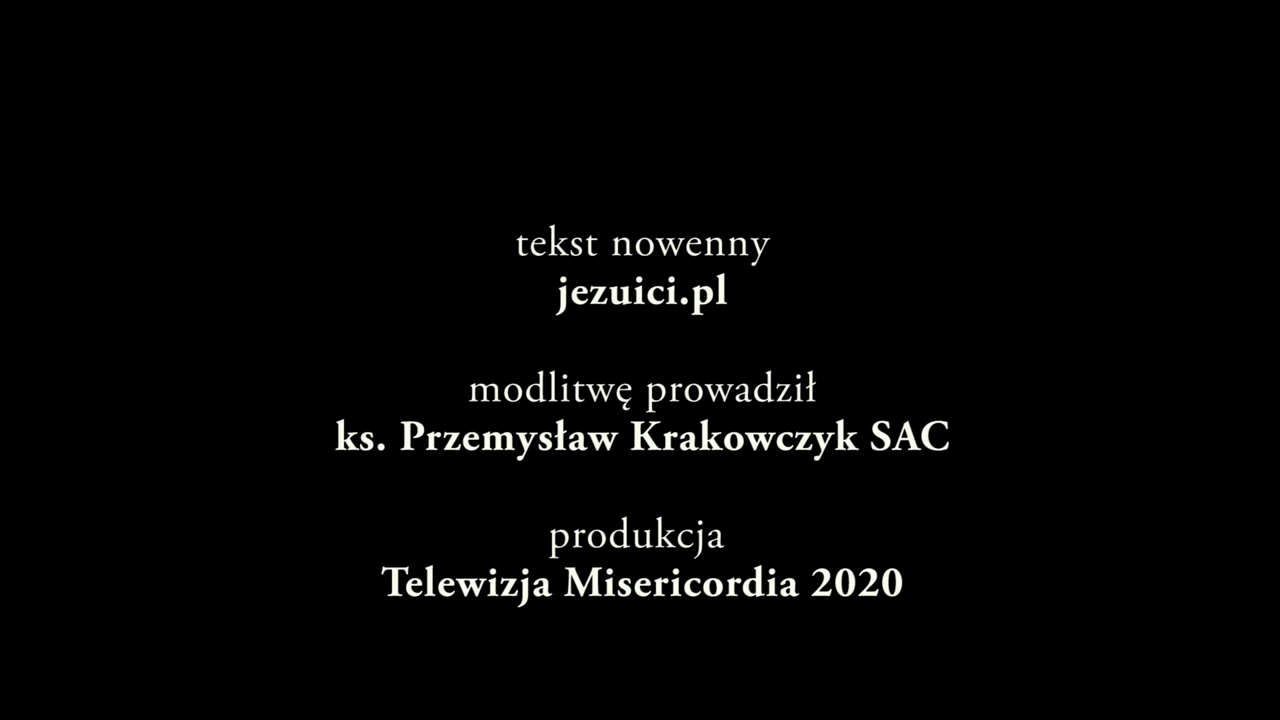 tekst nowenny
jezuici.pl
modlitwę prowadził
ks. Przemysław Krakowczyk SAC
produkcja
Telewizja Misericordia 2020